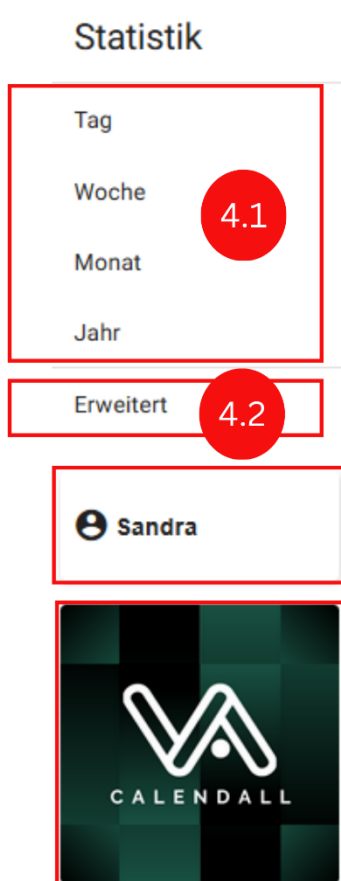 Statistik
Tag
Woche
4.1
Monat
Jahr
Erweitert
4.2
Sandra
CALENDALL